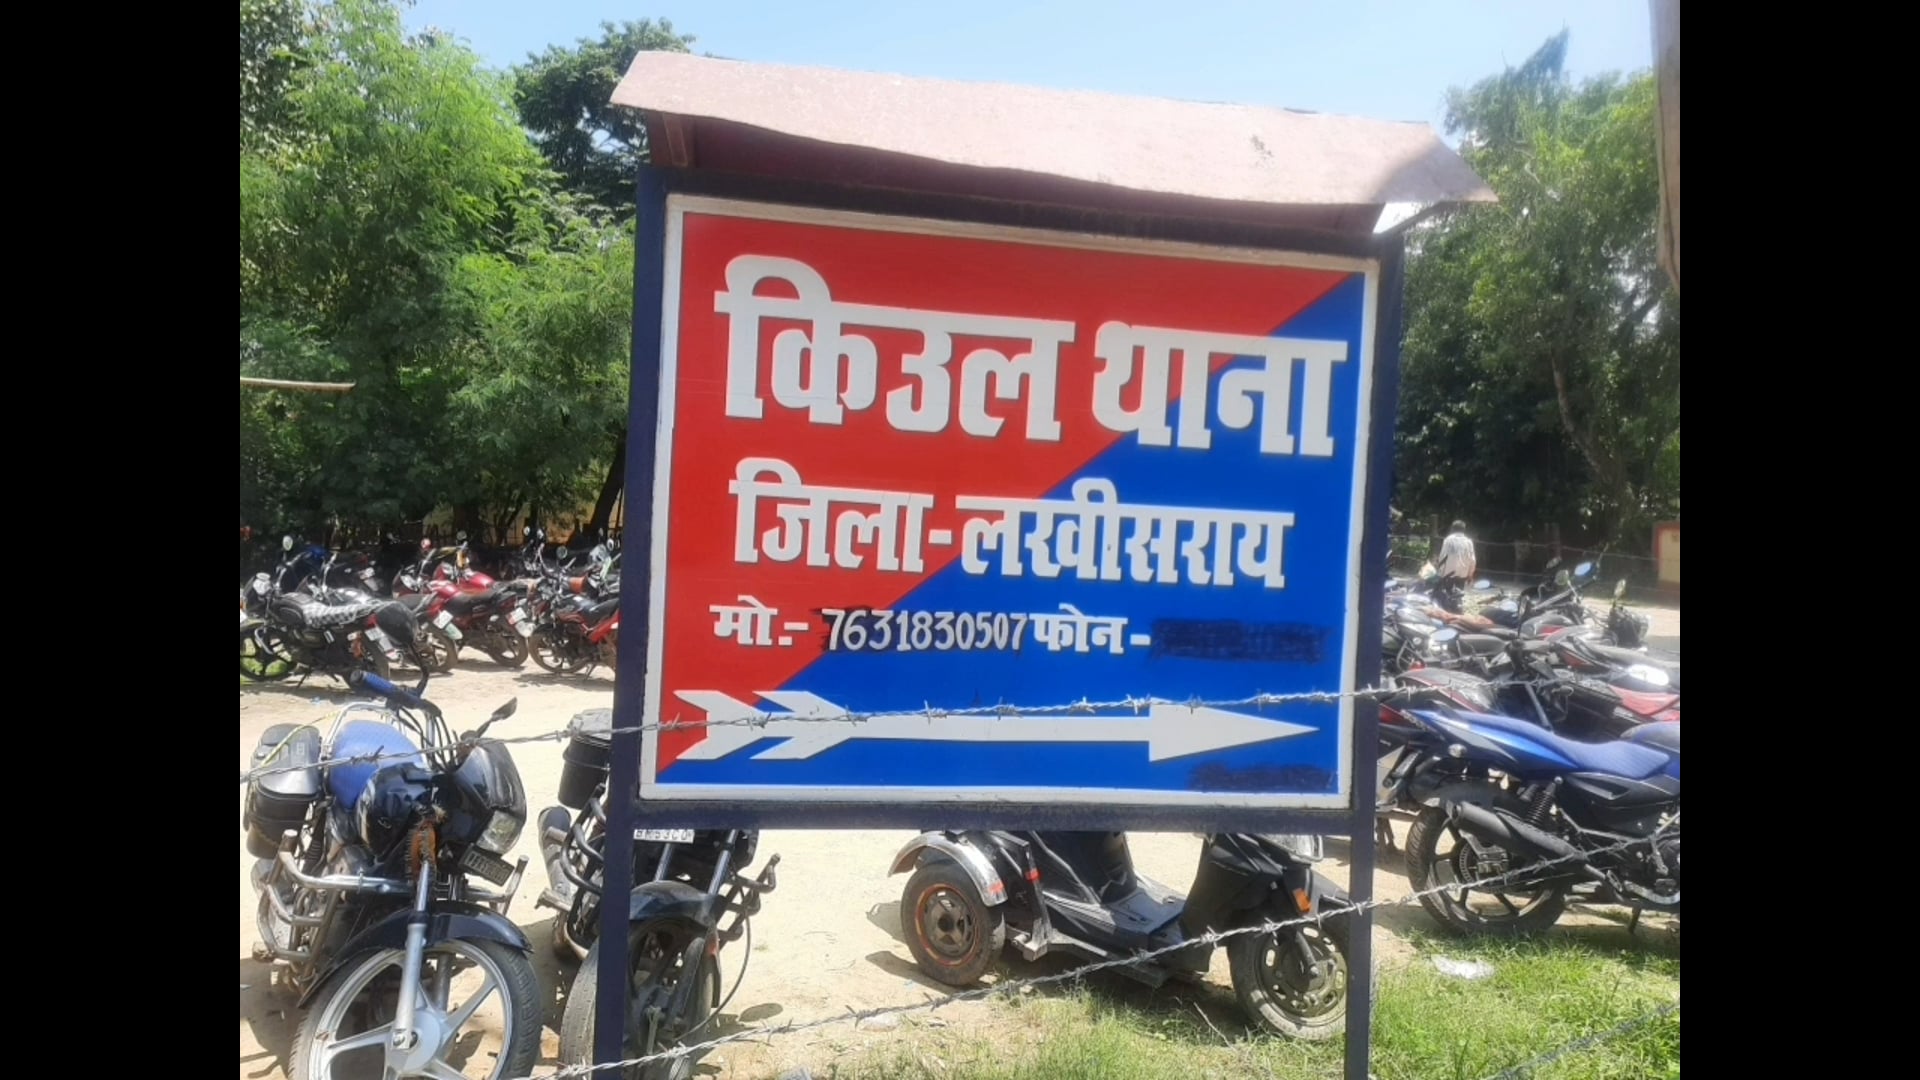 किउल थाना
जिला-लखीसराय
मो.- 7631830507 फोन -